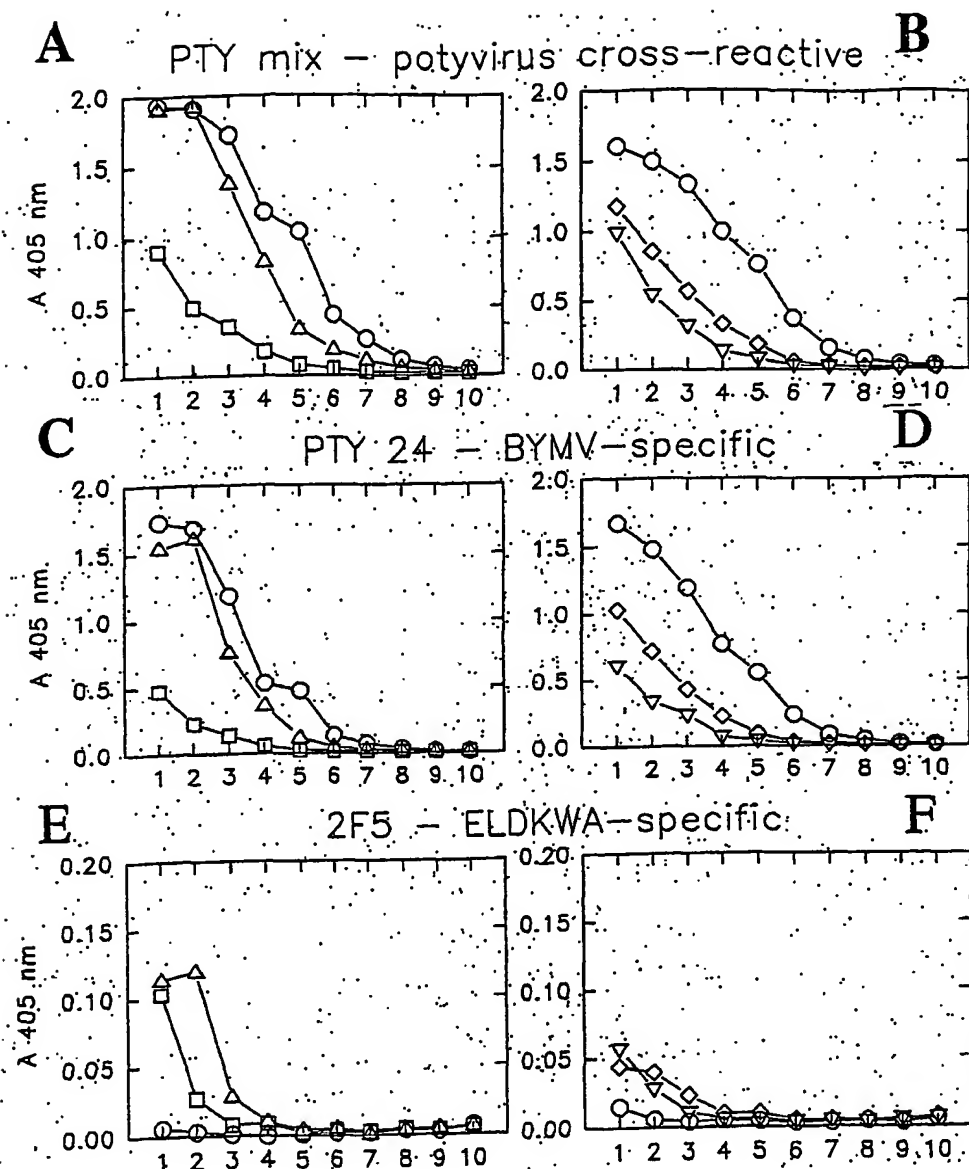 A B
PTY mix — potyvirus cross-reactive
2.0 2.0
1.5 1.5
1.0 1.0
0.5 0.5
0.0 0.0
A 405 nm
1 2 3 4 5 6 7 8 9 10 1 2 3 4 5 6 7 8 9 10
C D
PTY 24 — BYMV-specific
2.0 2.0
1.5 1.5
1.0 1.0
0.5 0.5
0.0 0.0
A 405 nm
1 2 3 4 5 6 7 8 9 10 1 2 3 4 5 6 7 8 9 10
E F
2F5 — ELDKWA-specific
0.20 0.20
0.15 0.15
0.10 0.10
0.05 0.05
0.00 0.00
A 405 nm
1 2 3 4 5 6 7 8 9 10 1 2 3 4 5 6 7 8 9 10